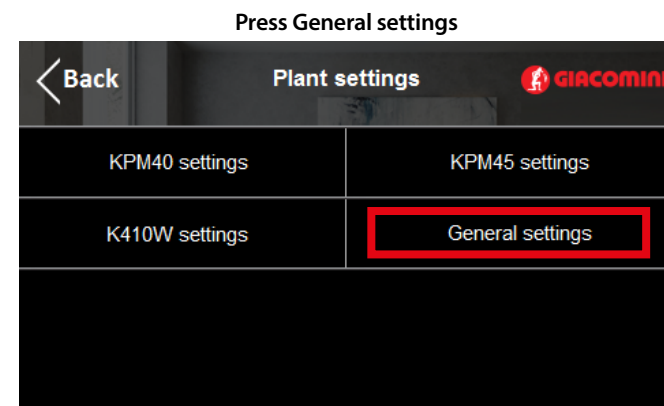 Press General settings
Back Plant settings GIACOMINI
KPM40 settings KPM45 settings
K410W settings General settings